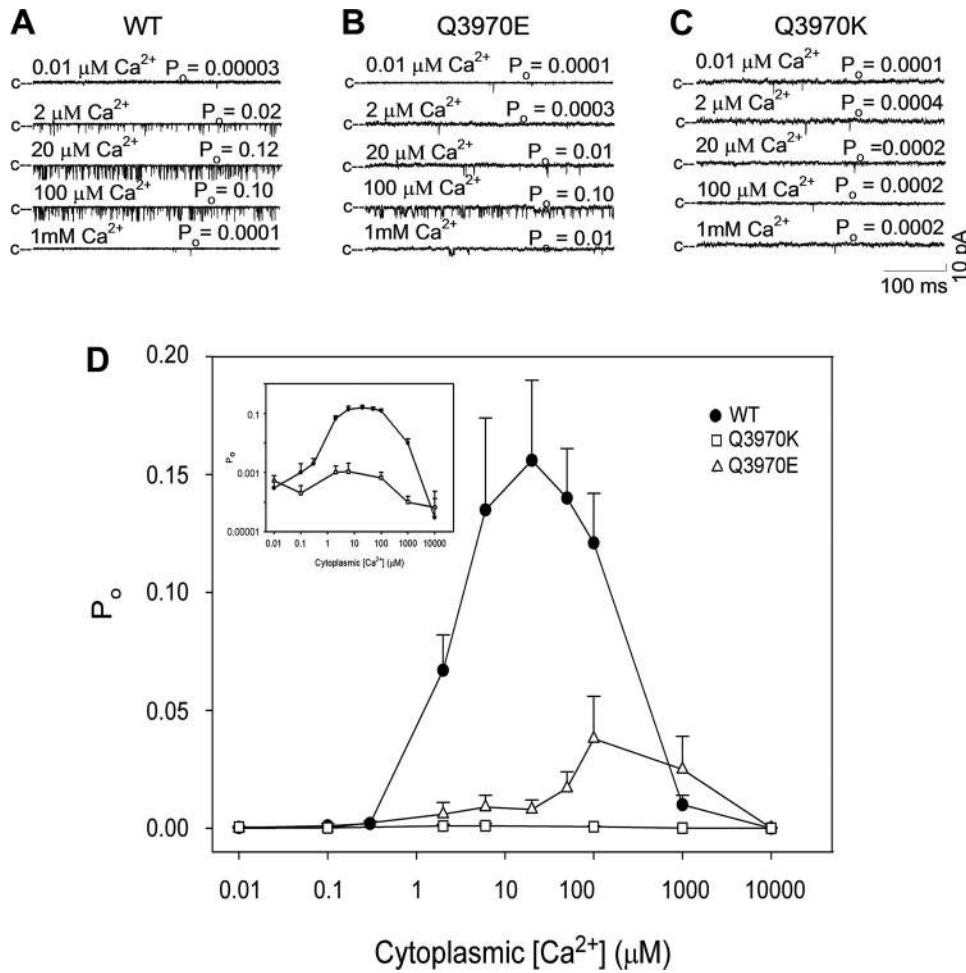 A WT
0.01 μM Ca²⁺ Pₒ = 0.00003
c
2 μM Ca²⁺ Pₒ= 0.02
c
20 μM Ca²⁺ Pₒ= 0.12
c
100 μM Ca²⁺ Pₒ= 0.10
c
1mM Ca²⁺ Pₒ= 0.0001
c
B Q3970E
0.01 μM Ca²⁺ Pₒ= 0.0001
c
2 μM Ca²⁺ Pₒ= 0.0003
c
20 μM Ca²⁺ Pₒ= 0.01
c
100 μM Ca²⁺ Pₒ= 0.10
c
1mM Ca²⁺ Pₒ= 0.01
c
C Q3970K
0.01 μM Ca²⁺ Pₒ= 0.0001
c
2 μM Ca²⁺ Pₒ= 0.0004
c
20 μM Ca²⁺ Pₒ =0.0002
c
100 μM Ca²⁺ Pₒ = 0.0002
c
1mM Ca²⁺ Pₒ = 0.0002
c
100 ms
10 pA
D
0.20
0.15
0.10
0.05
0.00
Pₒ
0.1
0.001
0.00001
Pₒ
0.01 0.1 1 10 100 1000 10000
Cytoplasmic [Ca²⁺] (μM)
WT
Q3970K
Q3970E
0.01 0.1 1 10 100 1000 10000
Cytoplasmic [Ca²⁺] (μM)